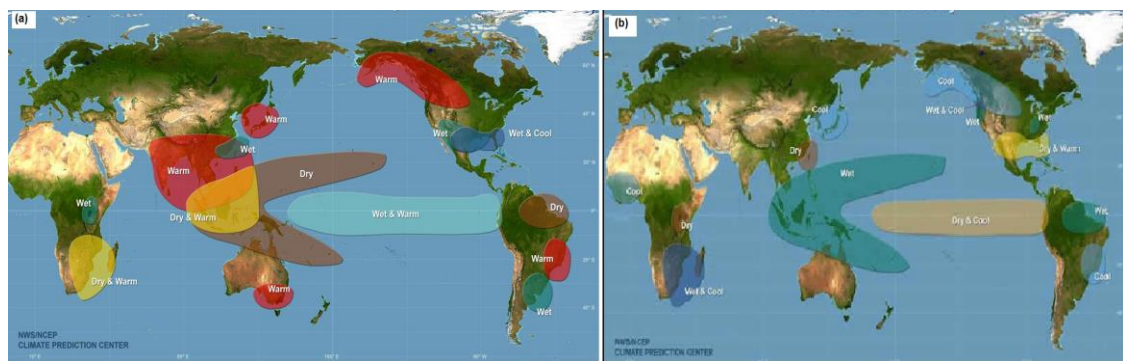 (a)
Warm
Warm
Wet
Wet
Wet & Cool
Warm
Dry
Dry & Warm
Wet & Warm
Wet
Dry
Dry & Warm
Warm
Warm
Wet
NWS/NCEP
CLIMATE PREDICTION CENTER
(b)
Cool
Cool
Wet & Cool
Wet
Wet
Dry
Dry & Warm
Wet
Cool
Dry
Dry & Cool
Wet
Wet & Cool
Cool
NWS/NCEP
CLIMATE PREDICTION CENTER